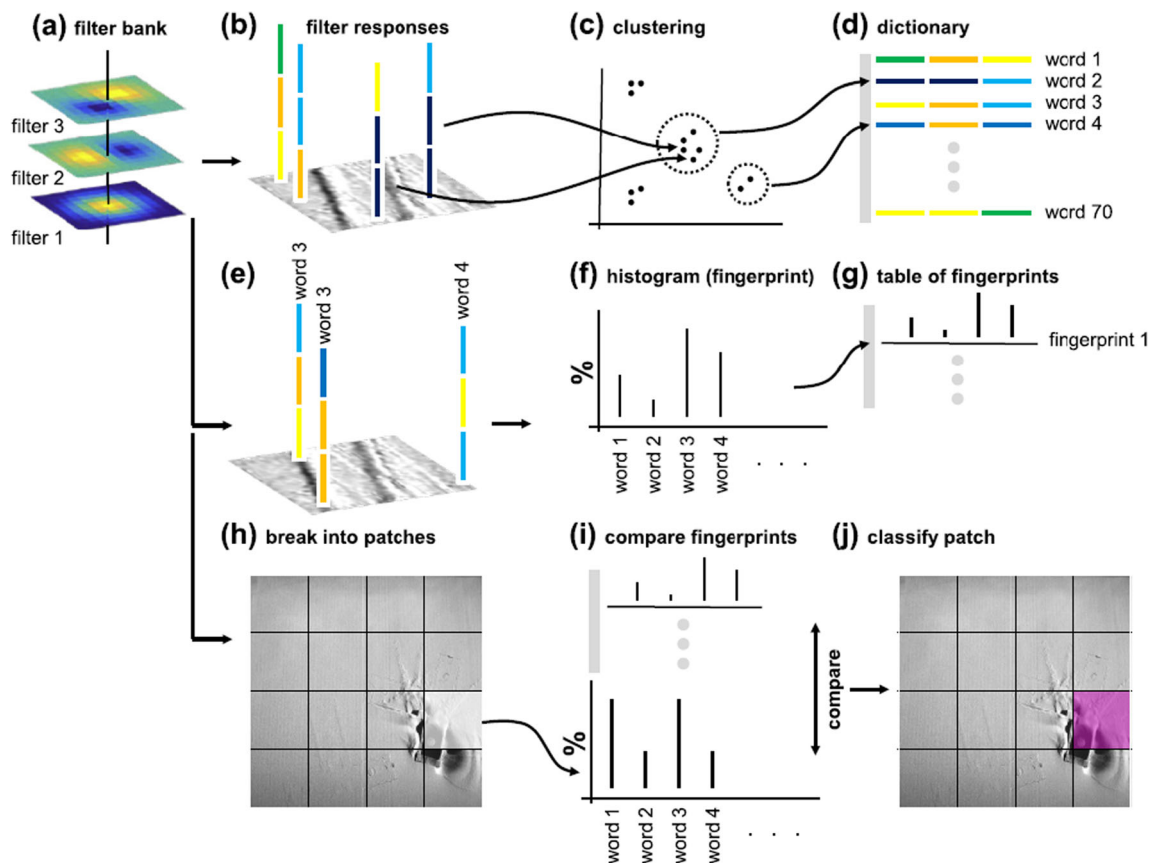 (a) filter bank
filter 3
filter 2
filter 1
(b) filter responses
(c) clustering
(d) dictionary
wcrd 1
wcrd 2
wcrd 3
wcrd 4
wcrd 70
(e)
word 3
word 3
word 4
(f) histogram (fingerprint)
%
word 1
word 2
word 3
word 4
. . .
(g) table of fingerprints
fingerprint 1
(h) break into patches
(i) compare fingerprints
%
word 1
word 2
word 3
word 4
. . .
compare
(j) classify patch